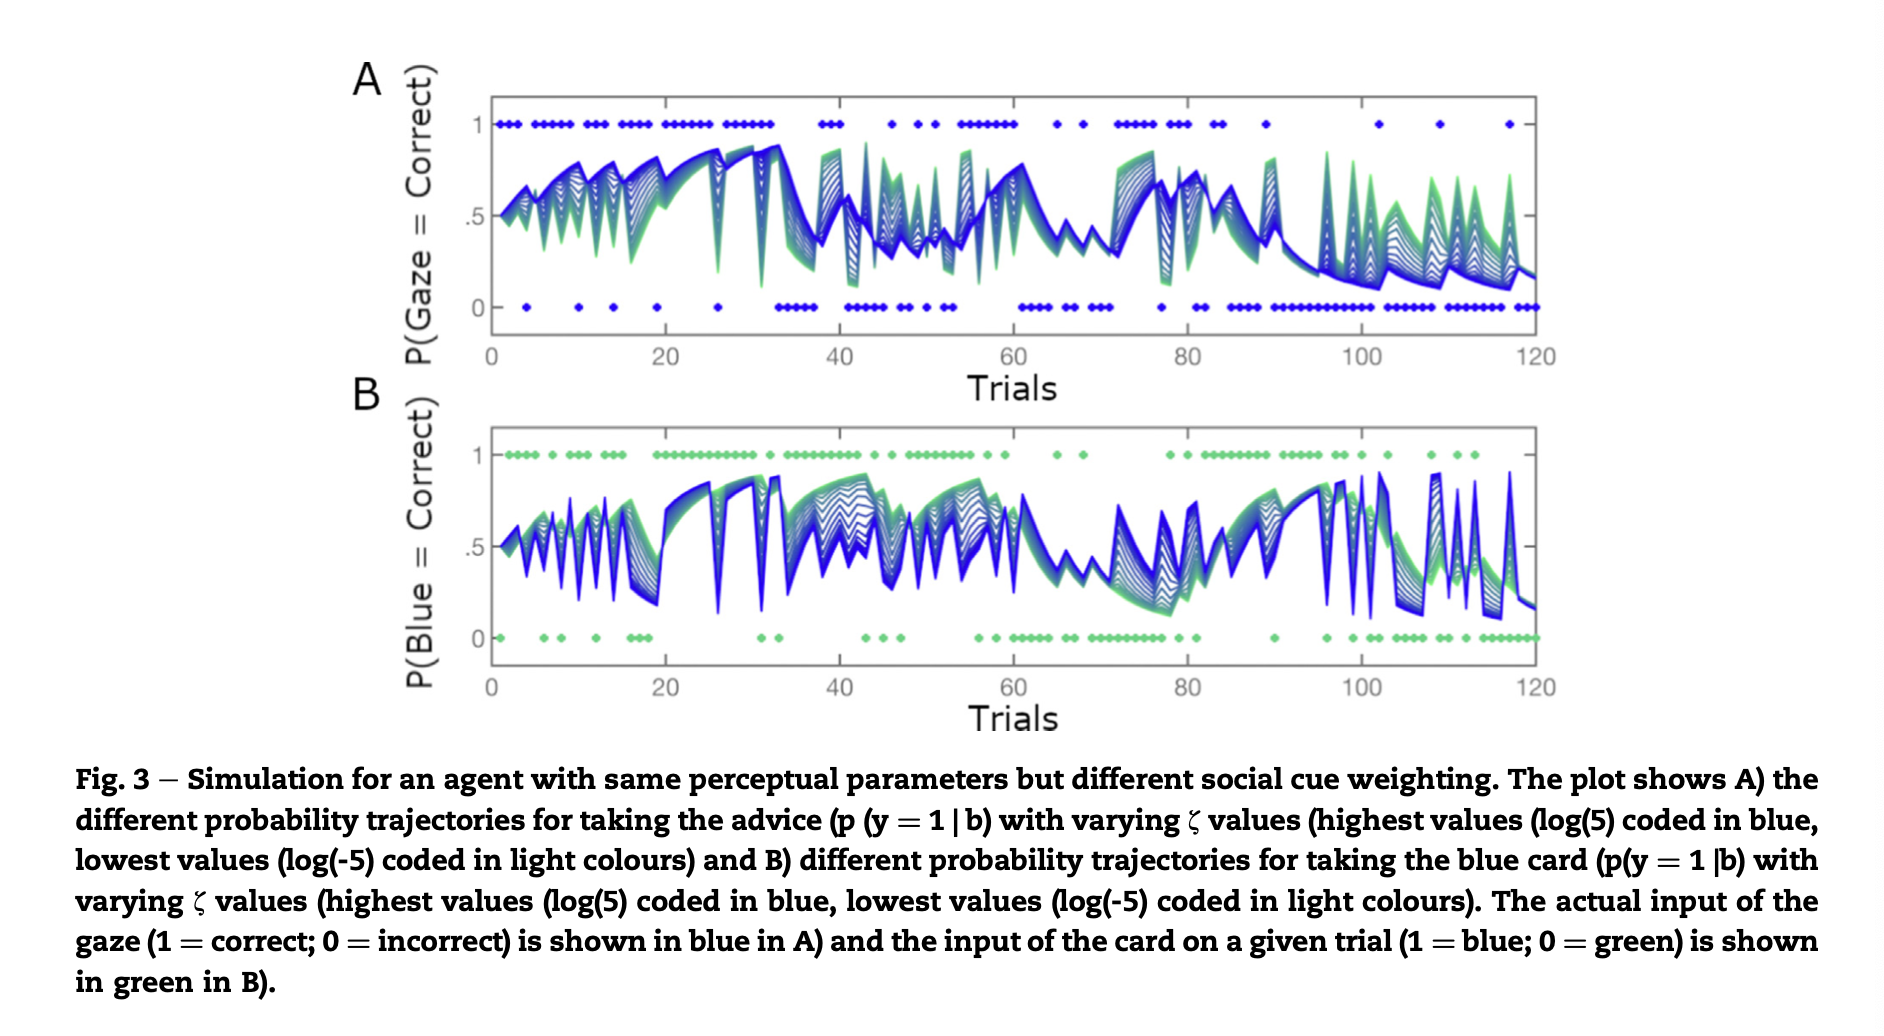 A
P(Gaze = Correct)
1
.5
0
0 20 40 60 80 100 120
Trials
B
P(Blue = Correct)
1
.5
0
0 20 40 60 80 100 120
Trials
Fig. 3 – Simulation for an agent with same perceptual parameters but different social cue weighting. The plot shows A) the
different probability trajectories for taking the advice (p (y = 1 | b) with varying ζ values (highest values (log(5) coded in blue,
lowest values (log(-5) coded in light colours) and B) different probability trajectories for taking the blue card (p(y = 1 |b) with
varying ζ values (highest values (log(5) coded in blue, lowest values (log(-5) coded in light colours). The actual input of the
gaze (1 = correct; 0 = incorrect) is shown in blue in A) and the input of the card on a given trial (1 = blue; 0 = green) is shown
in green in B).